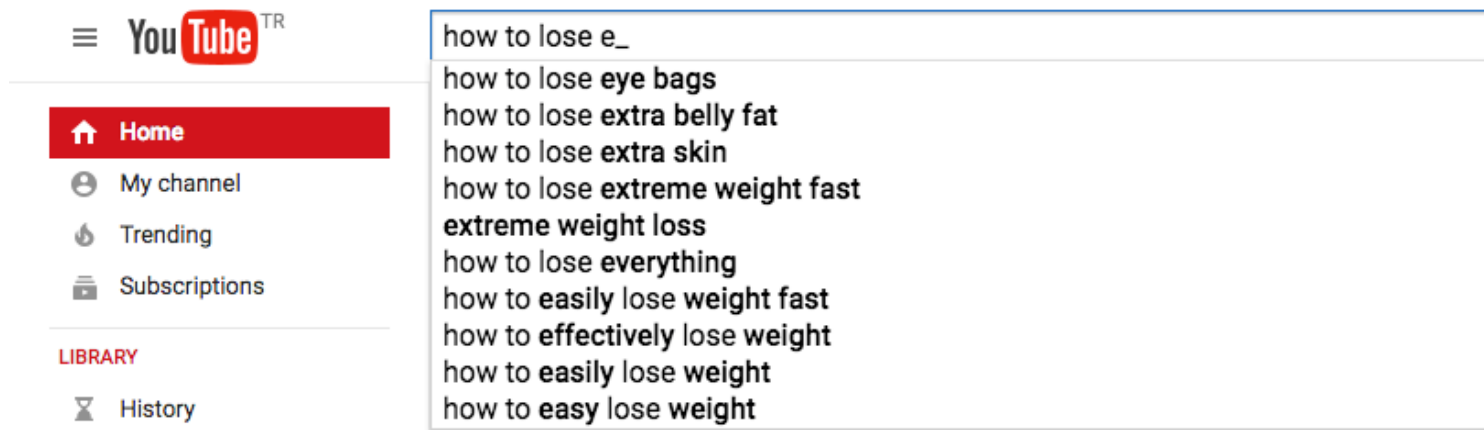 YouTube TR
how to lose e_
how to lose eye bags
how to lose extra belly fat
how to lose extra skin
how to lose extreme weight fast
extreme weight loss
how to lose everything
how to easily lose weight fast
how to effectively lose weight
how to easily lose weight
how to easy lose weight
Home
My channel
Trending
Subscriptions
LIBRARY
History